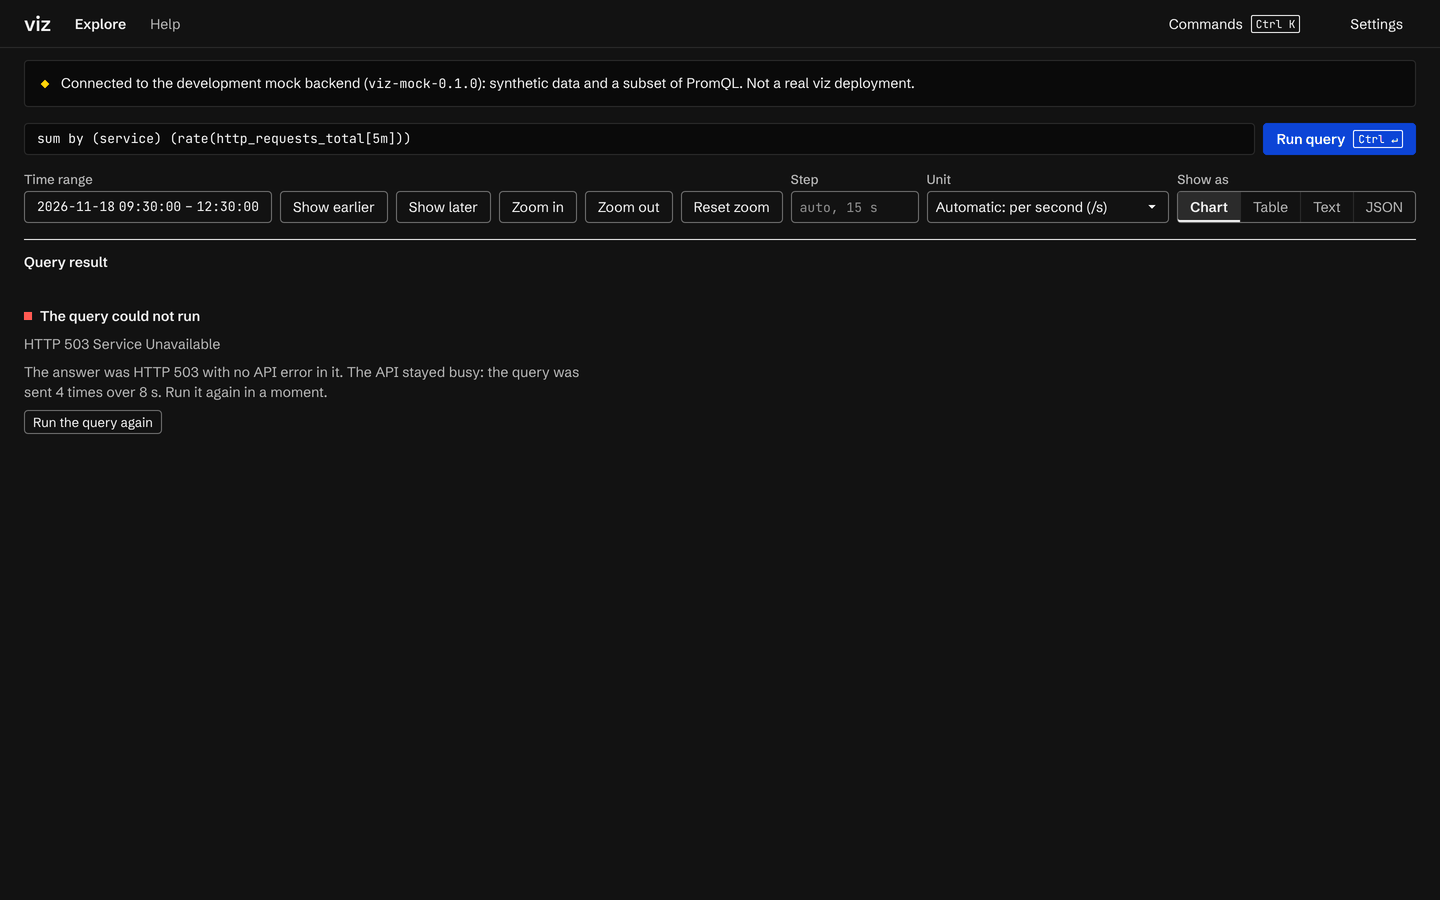 viz Explore Help Commands Ctrl K Settings
Connected to the development mock backend (viz-mock-0.1.0): synthetic data and a subset of PromQL. Not a real viz deployment.
sum by (service) (rate(http_requests_total[5m])) Run query Ctrl ↵
Time range Step Unit Show as
2026-11-18 09:30:00 – 12:30:00 Show earlier Show later Zoom in Zoom out Reset zoom auto, 15 s Automatic: per second (/s) Chart Table Text JSON
Query result
The query could not run
HTTP 503 Service Unavailable
The answer was HTTP 503 with no API error in it. The API stayed busy: the query was
sent 4 times over 8 s. Run it again in a moment.
Run the query again